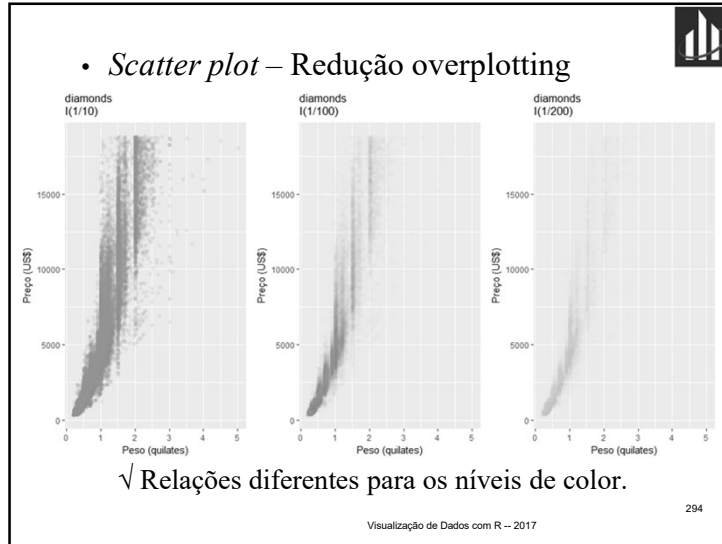 • Scatter plot – Redução overplotting
diamonds
I(1/10)
Preço (US$)
15000
10000
5000
0
0 1 2 3 4 5
Peso (quilates)
diamonds
I(1/100)
Preço (US$)
15000
10000
5000
0
0 1 2 3 4 5
Peso (quilates)
diamonds
I(1/200)
Preço (US$)
15000
10000
5000
0
0 1 2 3 4 5
Peso (quilates)
√ Relações diferentes para os níveis de color.
294
Visualização de Dados com R -- 2017